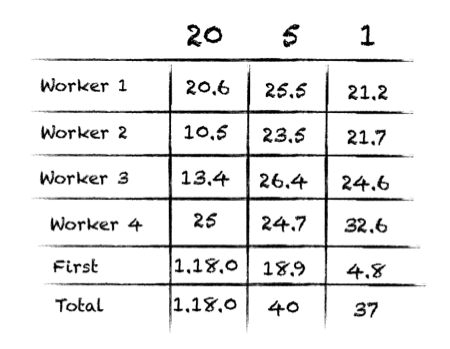 20 5 1
Worker 1 20.6 25.5 21.2
Worker 2 10.5 23.5 21.7
Worker 3 13.4 26.4 24.6
Worker 4 25 24.7 32.6
First 1.18.0 18.9 4.8
Total 1.18.0 40 37